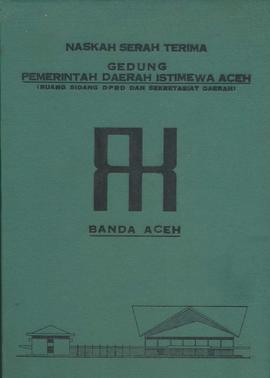 NASKAH SERAH TERIMA
GEDUNG
PEMERINTAH DAERAH ISTIMEWA ACEH
(RUANG SIDANG DPRD DAN SEKRETARIAT DAERAH)
BANDA ACEH